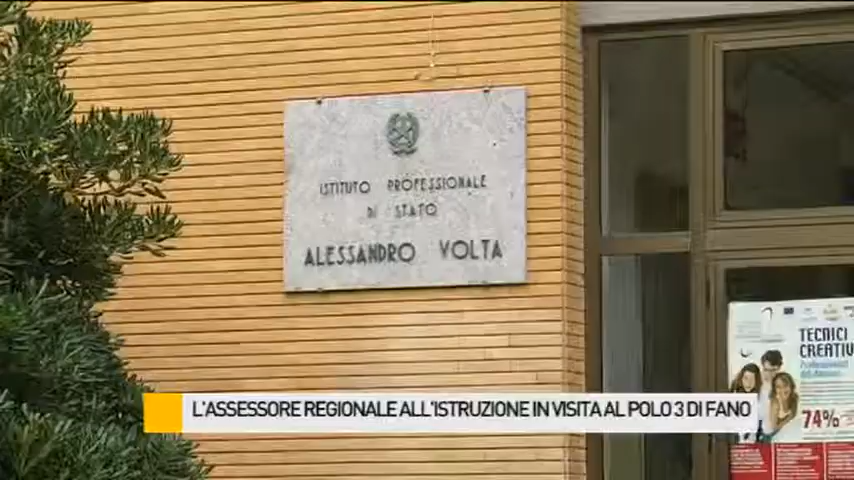 ISTITUTO PROFESSIONALE
DI STATO
ALESSANDRO VOLTA
TECNICI
CREATIVI
74%
L'ASSESSORE REGIONALE ALL'ISTRUZIONE IN VISITA AL POLO 3 DI FANO